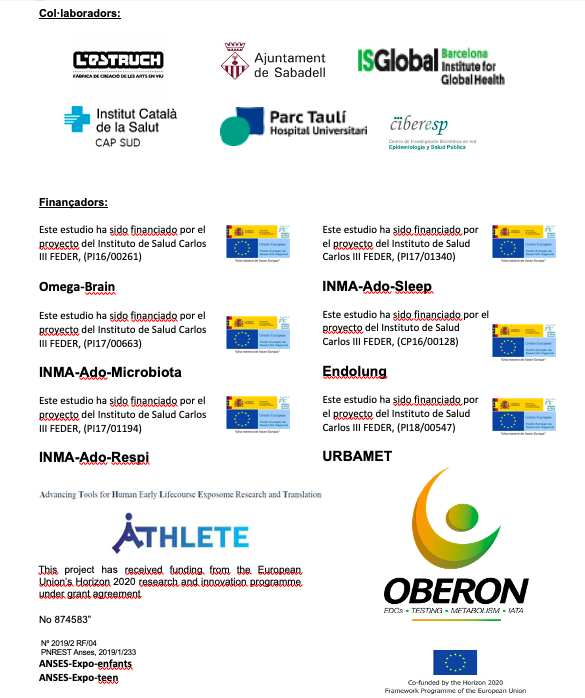 Col·laboradors:
L'ESTRUCH
FÀBRICA DE CREACIÓ DE LES ARTS EN VIU
Ajuntament
de Sabadell
ISGlobal Barcelona
Institute for
Global Health
Institut Català
de la Salut
CAP SUD
Parc Taulí
Hospital Universitari
ciberesp
Centro de Investigación Biomédica en red
Epidemiología y Salud Pública
Finançadors:
Este estudio ha sido financiado por el
proyecto del Instituto de Salud Carlos
III FEDER, (PI16/00261)
Unión Europea
Fondo Europeo
de Desarrollo Regional
"Una manera de hacer Europa"
Este estudio ha sido financiado por
el proyecto del Instituto de Salud
Carlos III FEDER, (PI17/01340)
Unión Europea
Fondo Europeo
de Desarrollo Regional
"Una manera de hacer Europa"
Omega-Brain
INMA-Ado-Sleep
Este estudio ha sido financiado por el
proyecto del Instituto de Salud Carlos
III FEDER, (PI17/00663)
Unión Europea
Fondo Europeo
de Desarrollo Regional
"Una manera de hacer Europa"
Este estudio ha sido financiado por el
proyecto del Instituto de Salud
Carlos III FEDER, (CP16/00128)
Unión Europea
Fondo Europeo
de Desarrollo Regional
"Una manera de hacer Europa"
INMA-Ado-Microbiota
Endolung
Este estudio ha sido financiado por el
proyecto del Instituto de Salud Carlos
III FEDER, (PI17/01194)
Unión Europea
Fondo Europeo
de Desarrollo Regional
"Una manera de hacer Europa"
Este estudio ha sido financiado por
el proyecto del Instituto de Salud
Carlos III FEDER, (PI18/00547)
Unión Europea
Fondo Europeo
de Desarrollo Regional
"Una manera de hacer Europa"
INMA-Ado-Respi
URBAMET
Advancing Tools for Human Early Lifecourse Exposome Research and Translation
ATHLETE
This project has received funding from the European
Union's Horizon 2020 research and innovation programme
under grant agreement
No 874583"
Nº 2019/2 RF/04
PNREST Anses, 2019/1/233
ANSES-Expo-enfants
ANSES-Expo-teen
OBERON
EDCs • TESTING • METABOLISM • IATA
Co-funded by the Horizon 2020
Framework Programme of the European Union